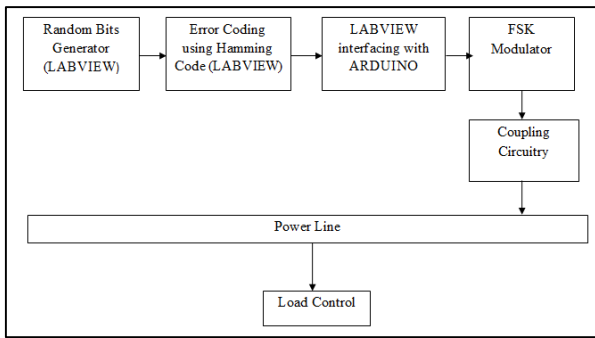 Random Bits
Generator
(LABVIEW)
Error Coding
using Hamming
Code (LABVIEW)
LABVIEW
interfacing with
ARDUINO
FSK
Modulator
Coupling
Circuitry
Power Line
Load Control